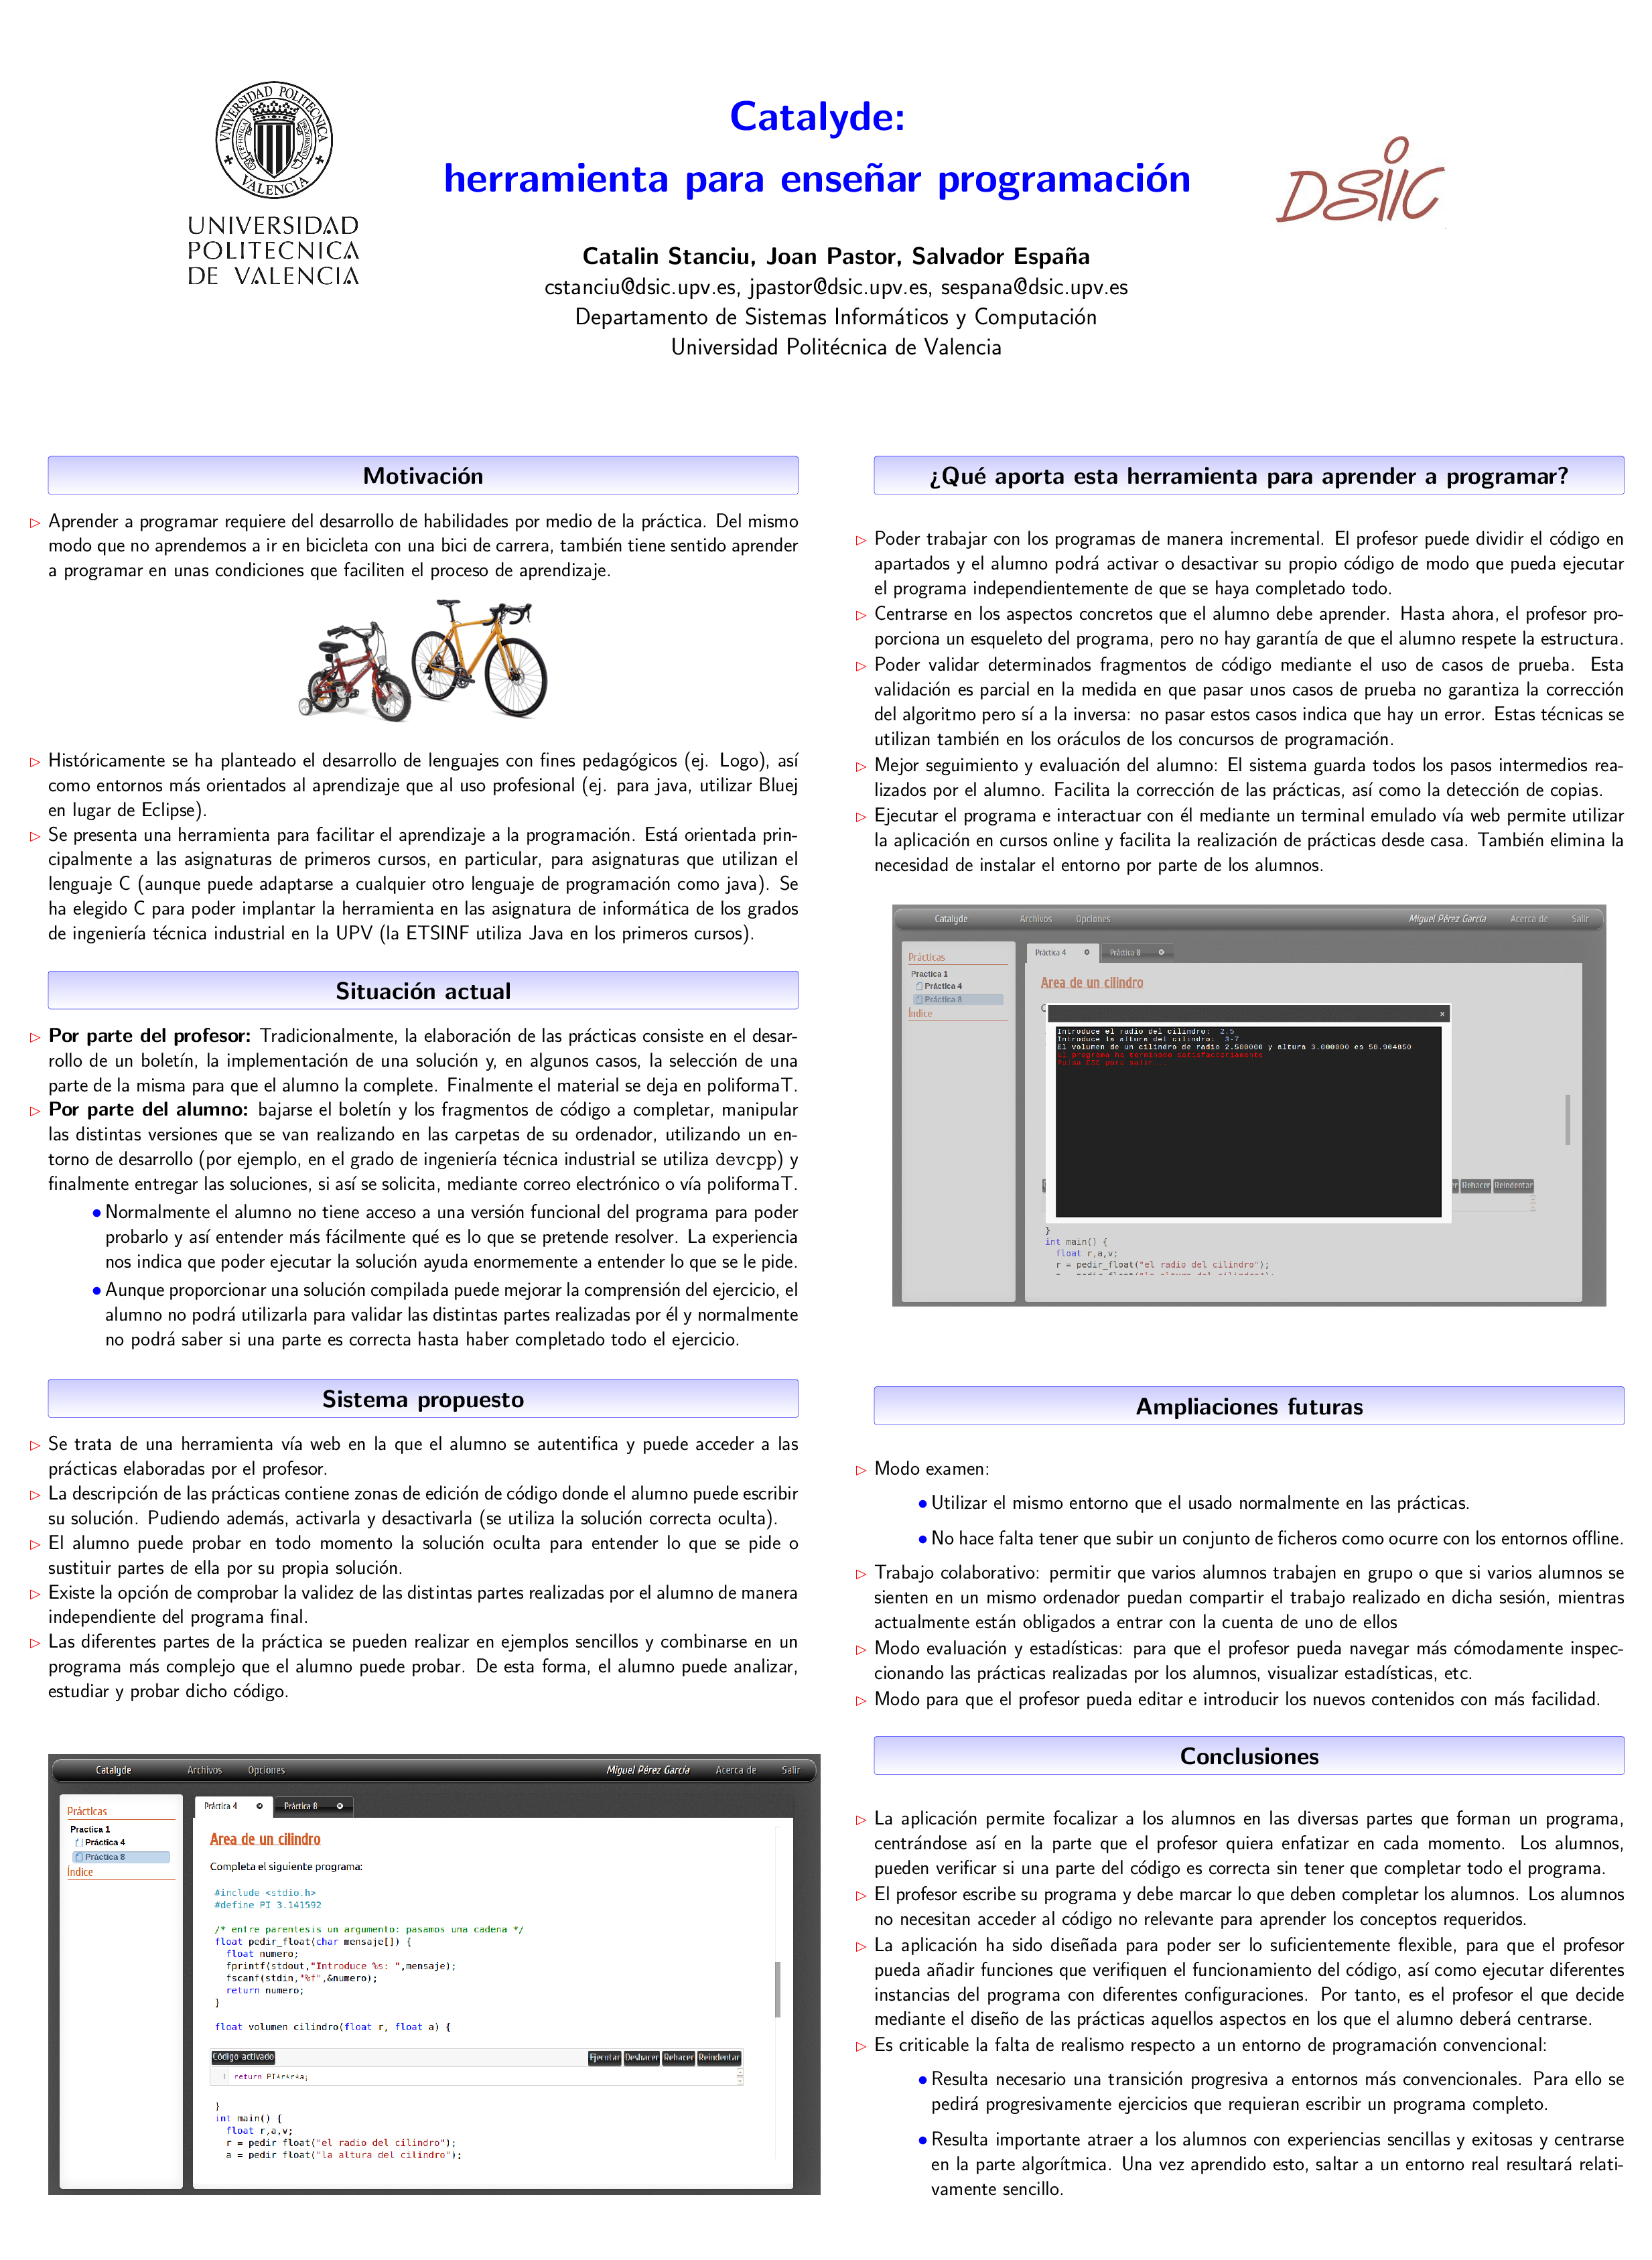 UNIVERSIDAD POLITECNICA
VALENCIA
UNIVERSIDAD
POLITECNICA
DE VALENCIA
Catalyde:
herramienta para enseñar programación
DSIIC
Catalin Stanciu, Joan Pastor, Salvador España
cstanciu@dsic.upv.es, jpastor@dsic.upv.es, sespana@dsic.upv.es
Departamento de Sistemas Informáticos y Computación
Universidad Politécnica de Valencia
Motivación
▷ Aprender a programar requiere del desarrollo de habilidades por medio de la práctica. Del mismo
modo que no aprendemos a ir en bicicleta con una bici de carrera, también tiene sentido aprender
a programar en unas condiciones que faciliten el proceso de aprendizaje.
▷ Históricamente se ha planteado el desarrollo de lenguajes con fines pedagógicos (ej. Logo), así
como entornos más orientados al aprendizaje que al uso profesional (ej. para java, utilizar Bluej
en lugar de Eclipse).
▷ Se presenta una herramienta para facilitar el aprendizaje a la programación. Está orientada prin-
cipalmente a las asignaturas de primeros cursos, en particular, para asignaturas que utilizan el
lenguaje C (aunque puede adaptarse a cualquier otro lenguaje de programación como java). Se
ha elegido C para poder implantar la herramienta en las asignatura de informática de los grados
de ingeniería técnica industrial en la UPV (la ETSINF utiliza Java en los primeros cursos).
Situación actual
▷ Por parte del profesor: Tradicionalmente, la elaboración de las prácticas consiste en el desar-
rollo de un boletín, la implementación de una solución y, en algunos casos, la selección de una
parte de la misma para que el alumno la complete. Finalmente el material se deja en poliformaT.
▷ Por parte del alumno: bajarse el boletín y los fragmentos de código a completar, manipular
las distintas versiones que se van realizando en las carpetas de su ordenador, utilizando un en-
torno de desarrollo (por ejemplo, en el grado de ingeniería técnica industrial se utiliza devcpp) y
finalmente entregar las soluciones, si así se solicita, mediante correo electrónico o vía poliformaT.
• Normalmente el alumno no tiene acceso a una versión funcional del programa para poder
probarlo y así entender más fácilmente qué es lo que se pretende resolver. La experiencia
nos indica que poder ejecutar la solución ayuda enormemente a entender lo que se le pide.
• Aunque proporcionar una solución compilada puede mejorar la comprensión del ejercicio, el
alumno no podrá utilizarla para validar las distintas partes realizadas por él y normalmente
no podrá saber si una parte es correcta hasta haber completado todo el ejercicio.
Sistema propuesto
▷ Se trata de una herramienta vía web en la que el alumno se autentifica y puede acceder a las
prácticas elaboradas por el profesor.
▷ La descripción de las prácticas contiene zonas de edición de código donde el alumno puede escribir
su solución. Pudiendo además, activarla y desactivarla (se utiliza la solución correcta oculta).
▷ El alumno puede probar en todo momento la solución oculta para entender lo que se pide o
sustituir partes de ella por su propia solución.
▷ Existe la opción de comprobar la validez de las distintas partes realizadas por el alumno de manera
independiente del programa final.
▷ Las diferentes partes de la práctica se pueden realizar en ejemplos sencillos y combinarse en un
programa más complejo que el alumno puede probar. De esta forma, el alumno puede analizar,
estudiar y probar dicho código.
Catalyde Archivos Opciones Miguel Pérez García Acerca de Salir
Prácticas
Practica 1
Práctica 4
Práctica 8
Índice
Práctica 4 Práctica 8
Area de un cilindro
Completa el siguiente programa:
#include <stdio.h>
#define PI 3.141592
/* entre parentesis un argumento: pasamos una cadena */
float pedir_float(char mensaje[]) {
float numero;
fprintf(stdout,"Introduce %s: ",mensaje);
fscanf(stdin,"%f",&numero);
return numero;
}
float volumen cilindro(float r, float a) {
Código activado Ejecutar Deshacer Rehacer Reindentar
1 return PI*r*r*a;
}
int main() {
float r,a,v;
r = pedir float("el radio del cilindro");
a = pedir float("la altura del cilindro");
¿Qué aporta esta herramienta para aprender a programar?
▷ Poder trabajar con los programas de manera incremental. El profesor puede dividir el código en
apartados y el alumno podrá activar o desactivar su propio código de modo que pueda ejecutar
el programa independientemente de que se haya completado todo.
▷ Centrarse en los aspectos concretos que el alumno debe aprender. Hasta ahora, el profesor pro-
porciona un esqueleto del programa, pero no hay garantía de que el alumno respete la estructura.
▷ Poder validar determinados fragmentos de código mediante el uso de casos de prueba. Esta
validación es parcial en la medida en que pasar unos casos de prueba no garantiza la corrección
del algoritmo pero sí a la inversa: no pasar estos casos indica que hay un error. Estas técnicas se
utilizan también en los oráculos de los concursos de programación.
▷ Mejor seguimiento y evaluación del alumno: El sistema guarda todos los pasos intermedios rea-
lizados por el alumno. Facilita la corrección de las prácticas, así como la detección de copias.
▷ Ejecutar el programa e interactuar con él mediante un terminal emulado vía web permite utilizar
la aplicación en cursos online y facilita la realización de prácticas desde casa. También elimina la
necesidad de instalar el entorno por parte de los alumnos.
Catalyde Archivos Opciones Miguel Pérez García Acerca de Salir
Prácticas
Practica 1
Práctica 4
Práctica 8
Índice
Práctica 4 Práctica 8
Area de un cilindro
Introduce el radio del cilindro: 2.5
Introduce la altura del cilindro: 3-7
El volumen de un cilindro de radio 2.500000 y altura 3.000000 es 58.904850
El programa ha terminado satisfactoriamente
Pulsa ESC para salir...
Rehacer Reindentar
}
int main() {
float r,a,v;
r = pedir_float("el radio del cilindro");
Ampliaciones futuras
▷ Modo examen:
• Utilizar el mismo entorno que el usado normalmente en las prácticas.
• No hace falta tener que subir un conjunto de ficheros como ocurre con los entornos offline.
▷ Trabajo colaborativo: permitir que varios alumnos trabajen en grupo o que si varios alumnos se
sienten en un mismo ordenador puedan compartir el trabajo realizado en dicha sesión, mientras
actualmente están obligados a entrar con la cuenta de uno de ellos
▷ Modo evaluación y estadísticas: para que el profesor pueda navegar más cómodamente inspec-
cionando las prácticas realizadas por los alumnos, visualizar estadísticas, etc.
▷ Modo para que el profesor pueda editar e introducir los nuevos contenidos con más facilidad.
Conclusiones
▷ La aplicación permite focalizar a los alumnos en las diversas partes que forman un programa,
centrándose así en la parte que el profesor quiera enfatizar en cada momento. Los alumnos,
pueden verificar si una parte del código es correcta sin tener que completar todo el programa.
▷ El profesor escribe su programa y debe marcar lo que deben completar los alumnos. Los alumnos
no necesitan acceder al código no relevante para aprender los conceptos requeridos.
▷ La aplicación ha sido diseñada para poder ser lo suficientemente flexible, para que el profesor
pueda añadir funciones que verifiquen el funcionamiento del código, así como ejecutar diferentes
instancias del programa con diferentes configuraciones. Por tanto, es el profesor el que decide
mediante el diseño de las prácticas aquellos aspectos en los que el alumno deberá centrarse.
▷ Es criticable la falta de realismo respecto a un entorno de programación convencional:
• Resulta necesario una transición progresiva a entornos más convencionales. Para ello se
pedirá progresivamente ejercicios que requieran escribir un programa completo.
• Resulta importante atraer a los alumnos con experiencias sencillas y exitosas y centrarse
en la parte algorítmica. Una vez aprendido esto, saltar a un entorno real resultará relati-
vamente sencillo.